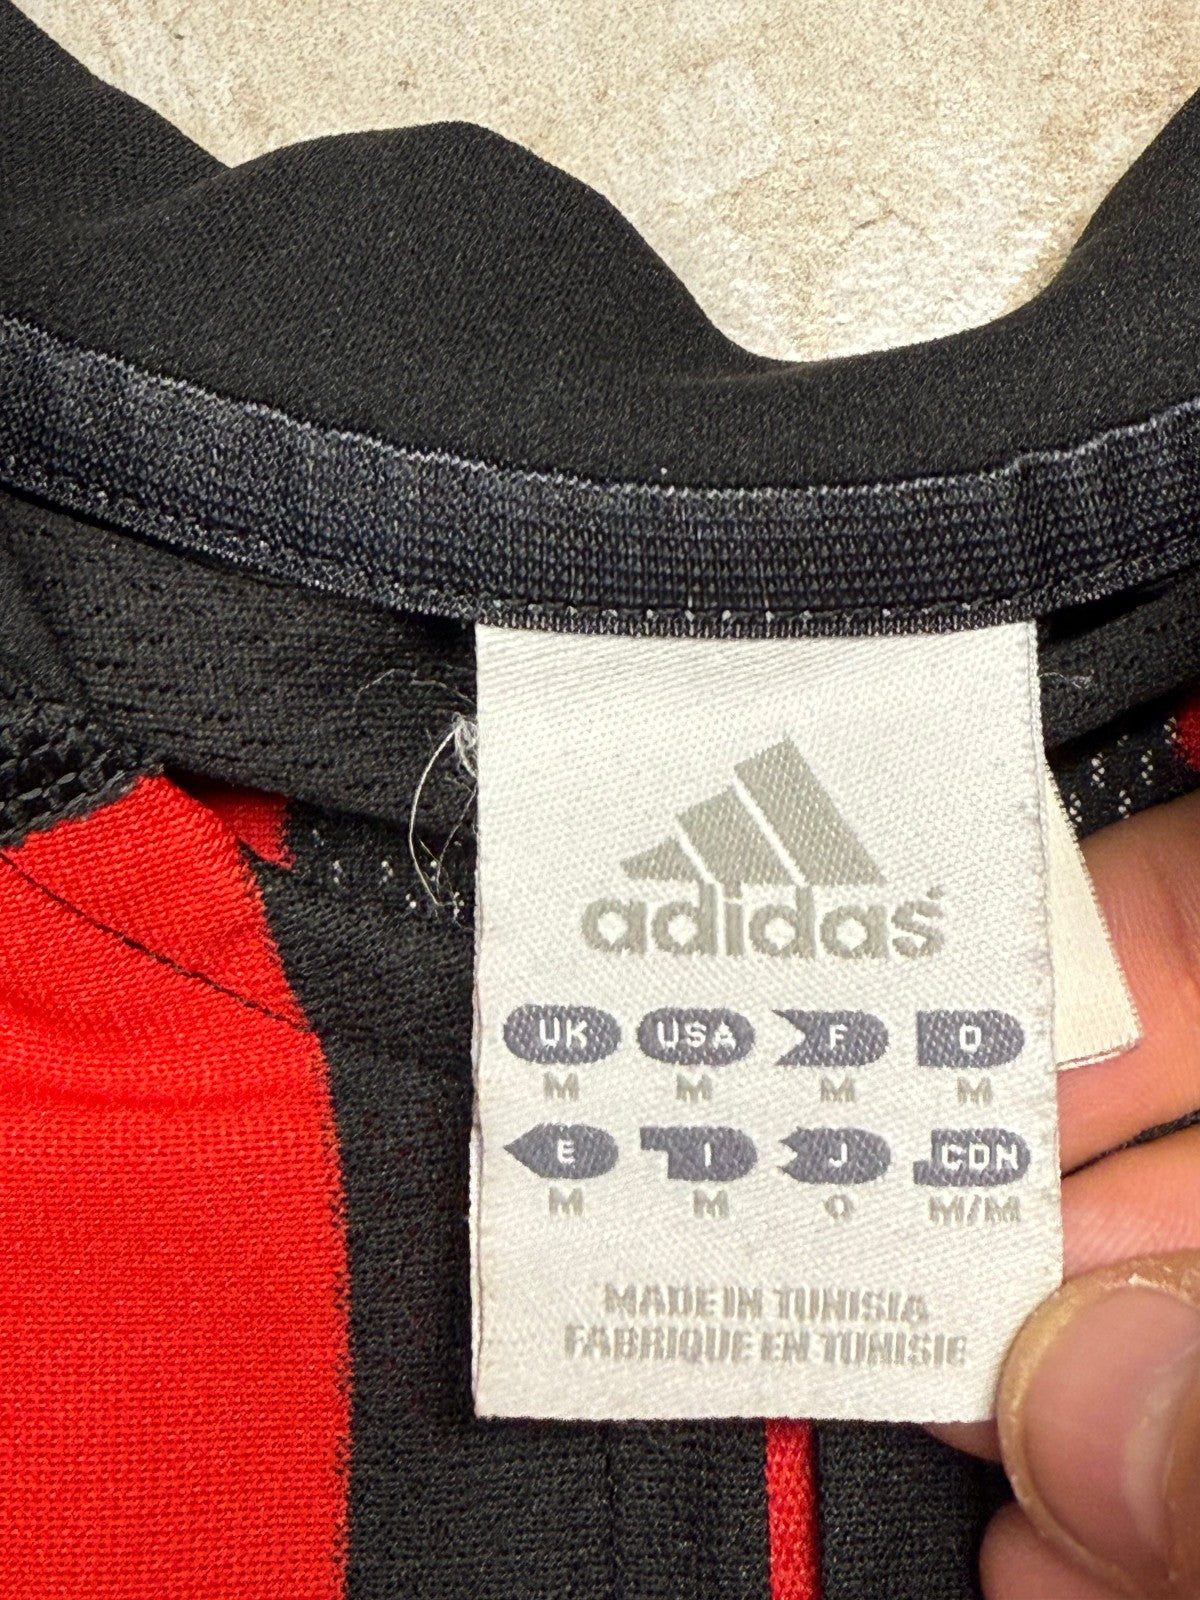 adidas
UK USA F D
M M M M
E I J CDN
M M O M/M
MADE IN TUNISIA
FABRIQUE EN TUNISIE